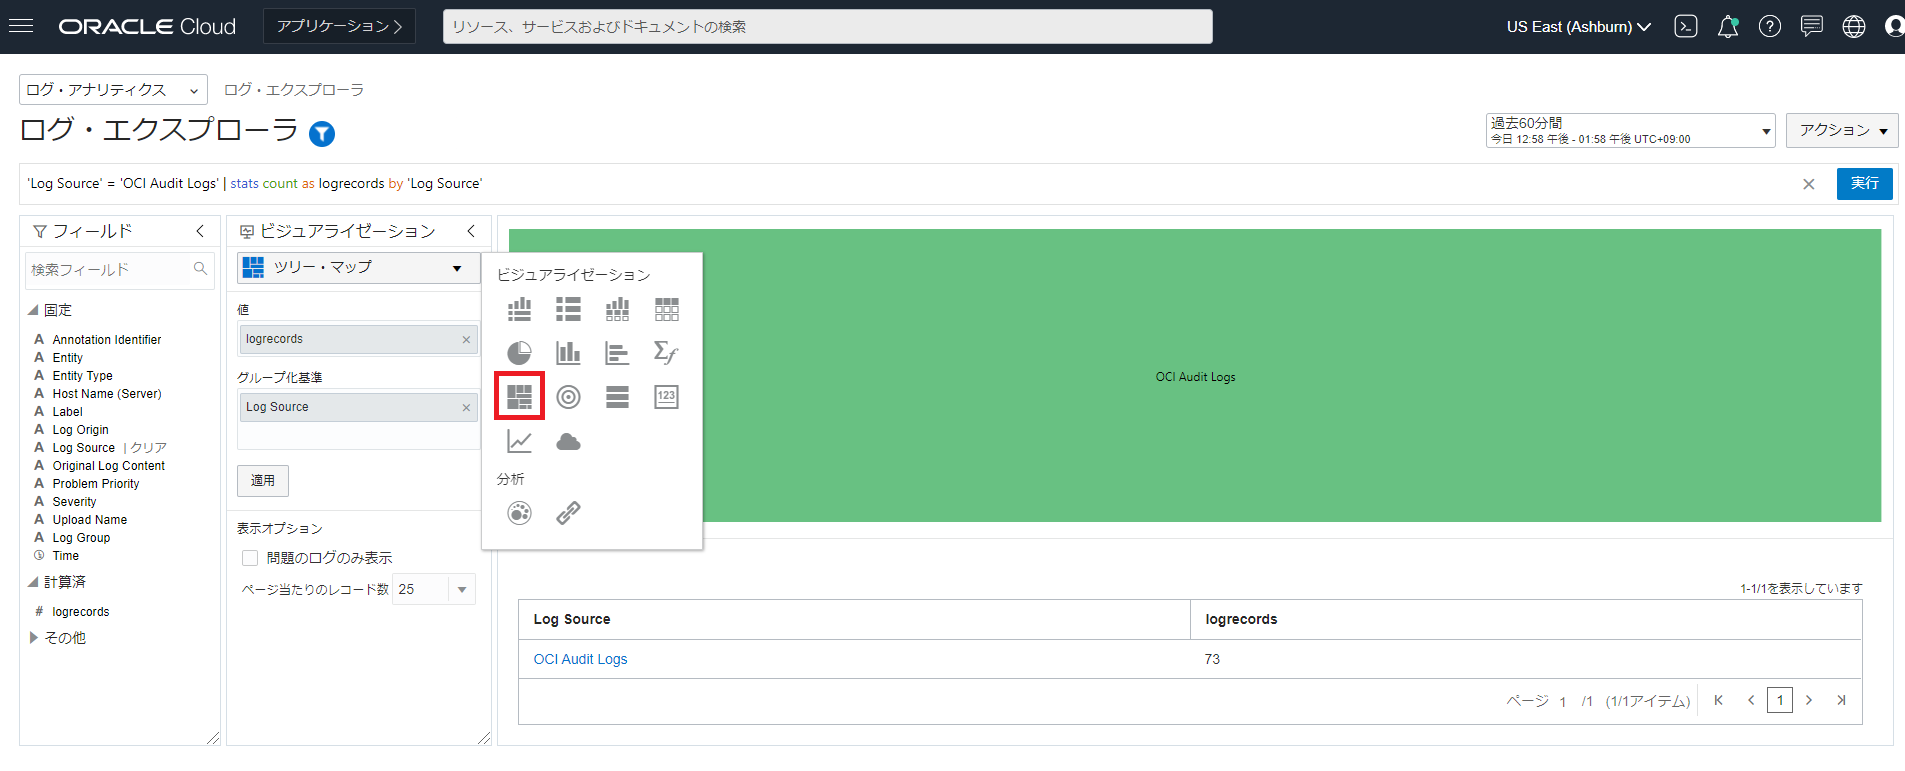 ORACLE Cloud
アプリケーション
リソース、サービスおよびドキュメントの検索
US East (Ashburn)
ログ・アナリティクス
ログ・エクスプローラ
ログ・エクスプローラ
過去60分間
今日 12:58 午後 - 01:58 午後 UTC+09:00
アクション
'Log Source' = 'OCI Audit Logs' | stats count as logrecords by 'Log Source'
実行
フィールド
検索フィールド
固定
A Annotation Identifier
A Entity
A Entity Type
A Host Name (Server)
A Label
A Log Origin
A Log Source | クリア
A Original Log Content
A Problem Priority
A Severity
A Upload Name
A Log Group
Time
計算済
# logrecords
その他
ビジュアライゼーション
ツリー・マップ
値
logrecords
グループ化基準
Log Source
適用
表示オプション
問題のログのみ表示
ページ当たりのレコード数 25
ビジュアライゼーション
Σf
123
分析
OCI Audit Logs
1-1/1を表示しています
Log Source logrecords
OCI Audit Logs 73
ページ 1 /1 (1/1アイテム) 1